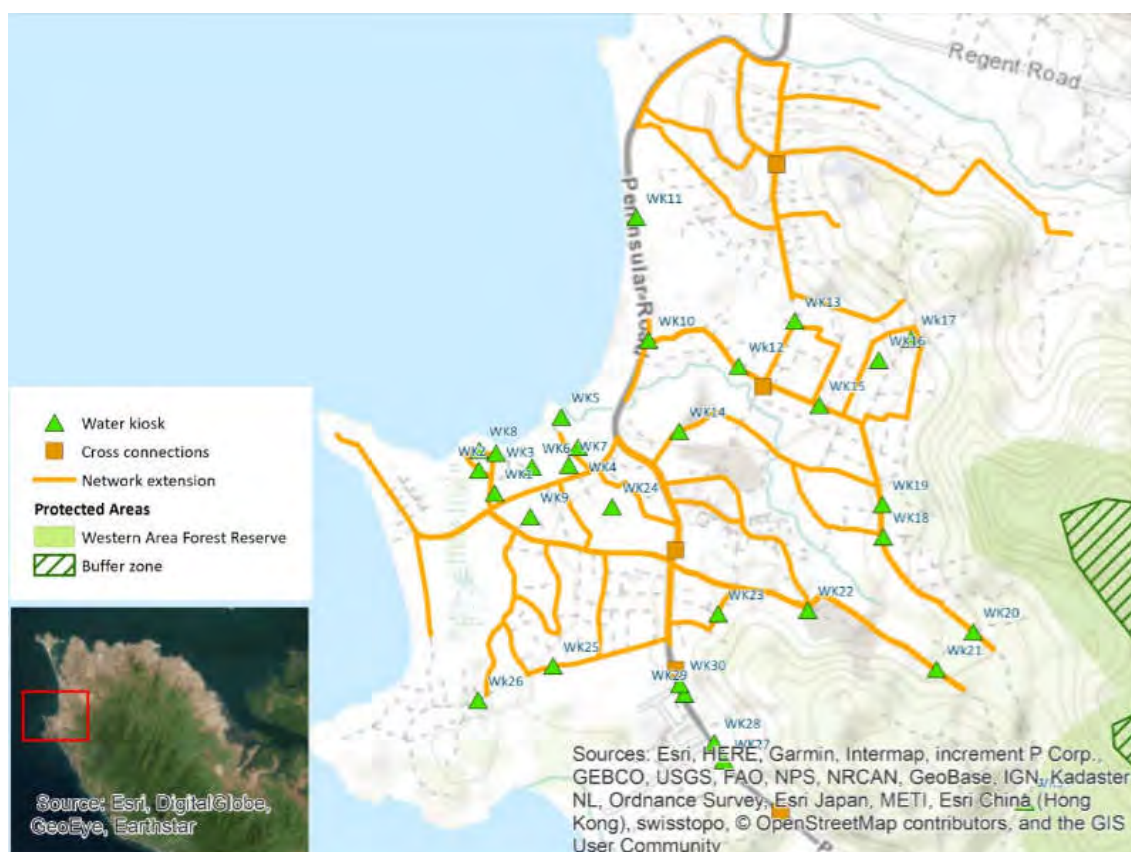 Regent Road
Peninsular Road
WK11
WK10
WK13
Wk17
Wk12
WK16
WK15
WK5
WK14
WK8
WK2
WK3
WK6
WK7
WK1
WK4
WK9
WK24
WK19
WK18
WK23
WK22
WK20
Wk21
WK25
Wk26
WK29
WK30
WK28
WK27
Water kiosk
Cross connections
Network extension
Protected Areas
Western Area Forest Reserve
Buffer zone
Source: Esri, DigitalGlobe,
GeoEye, Earthstar
Sources: Esri, HERE, Garmin, Intermap, increment P Corp.,
GEBCO, USGS, FAO, NPS, NRCAN, GeoBase, IGN, Kadaster
NL, Ordnance Survey, Esri Japan, METI, Esri China (Hong
Kong), swisstopo, © OpenStreetMap contributors, and the GIS
User Community